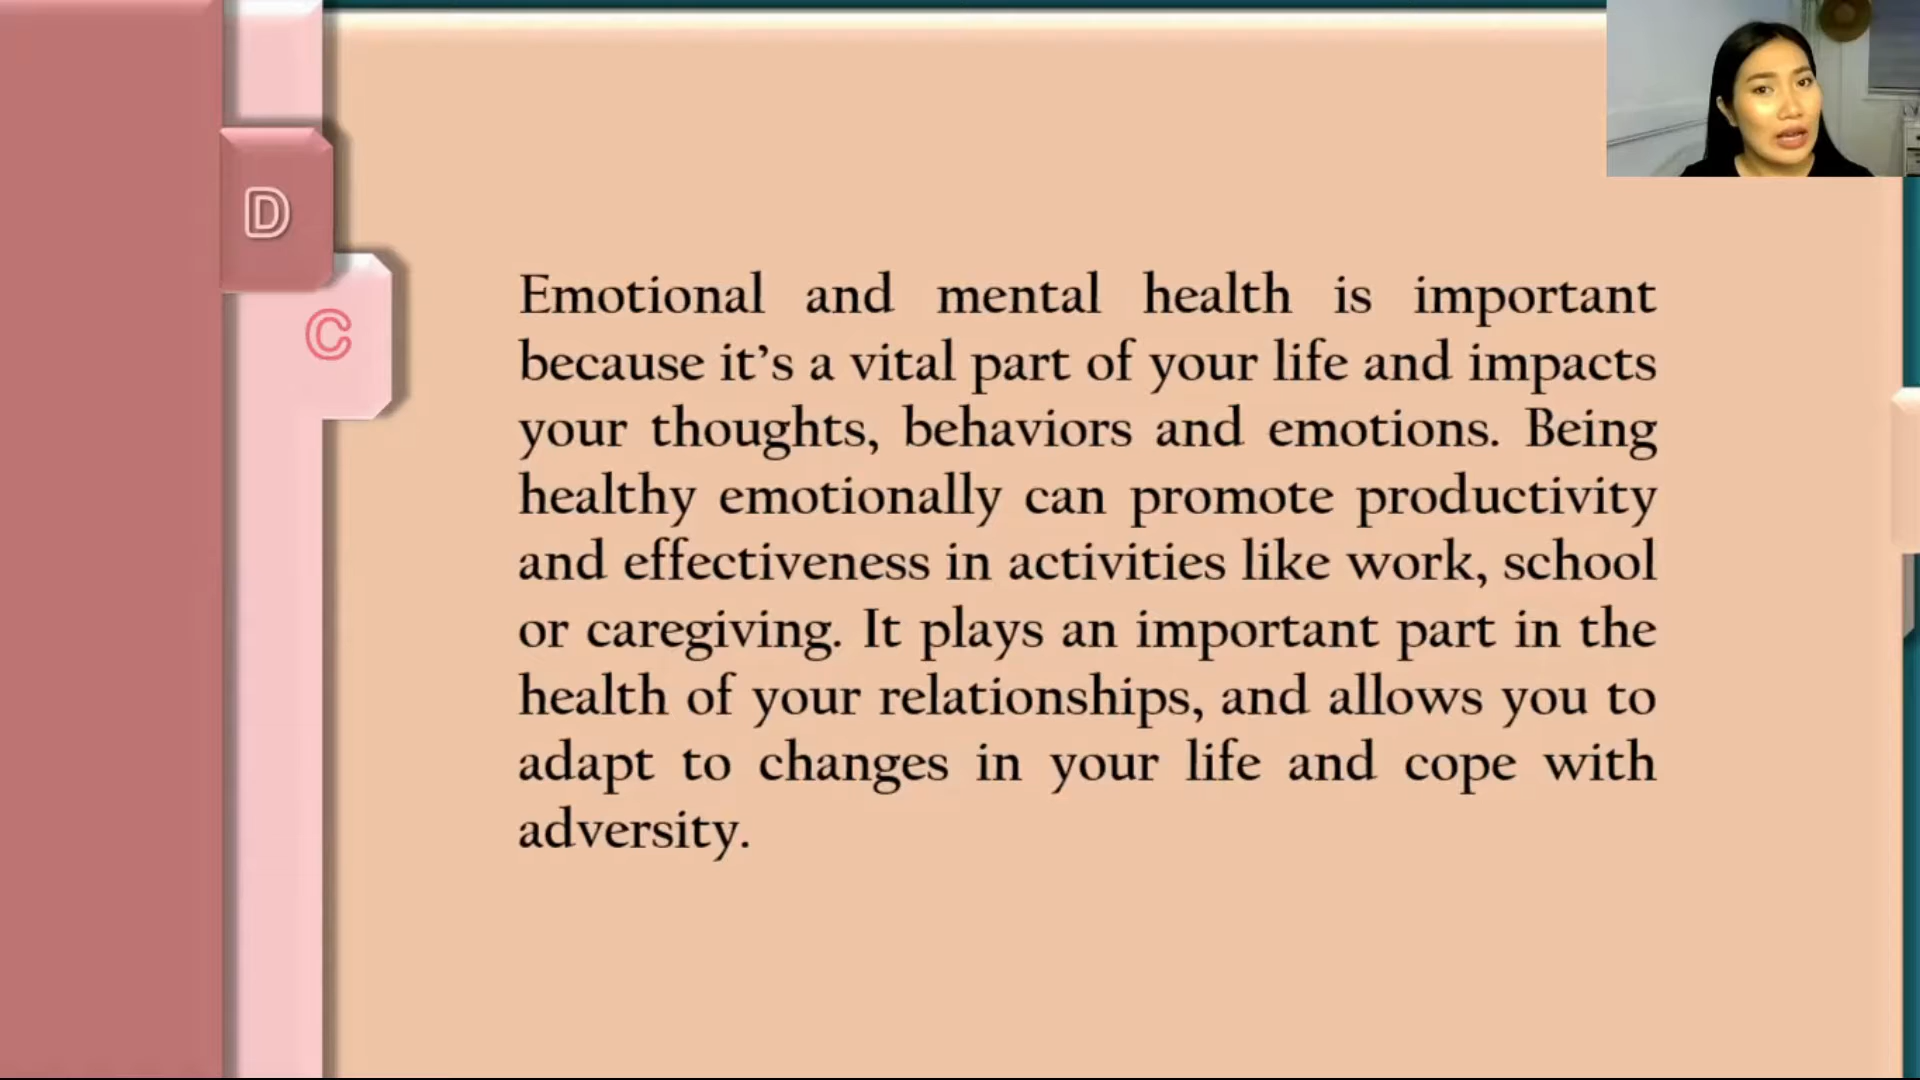 D
C
Emotional and mental health is important
because it’s a vital part of your life and impacts
your thoughts, behaviors and emotions. Being
healthy emotionally can promote productivity
and effectiveness in activities like work, school
or caregiving. It plays an important part in the
health of your relationships, and allows you to
adapt to changes in your life and cope with
adversity.